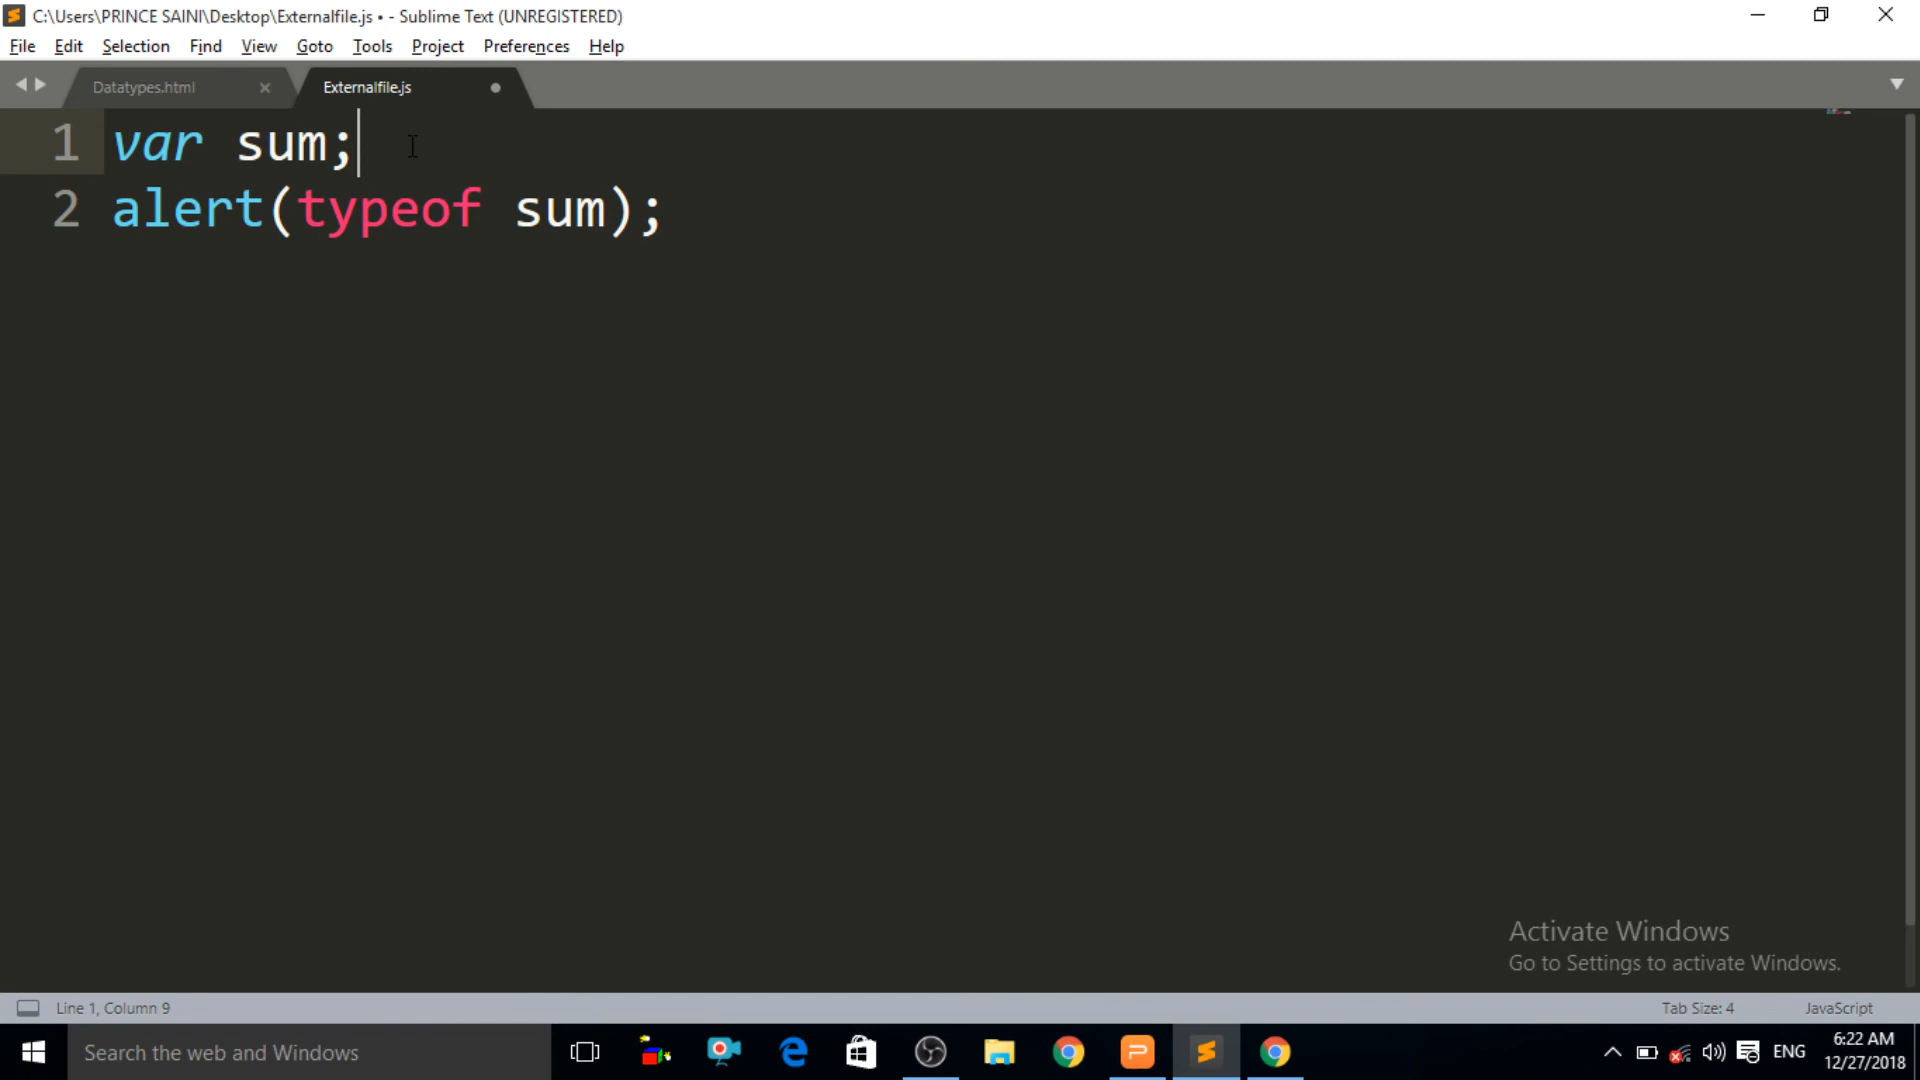 C:\Users\PRINCE SAINI\Desktop\Externalfile.js • - Sublime Text (UNREGISTERED)
File Edit Selection Find View Goto Tools Project Preferences Help
Datatypes.html Externalfile.js
1 var sum;
2 alert(typeof sum);
Activate Windows
Go to Settings to activate Windows.
Line 1, Column 9 Tab Size: 4 JavaScript
Search the web and Windows ENG 6:22 AM
12/27/2018